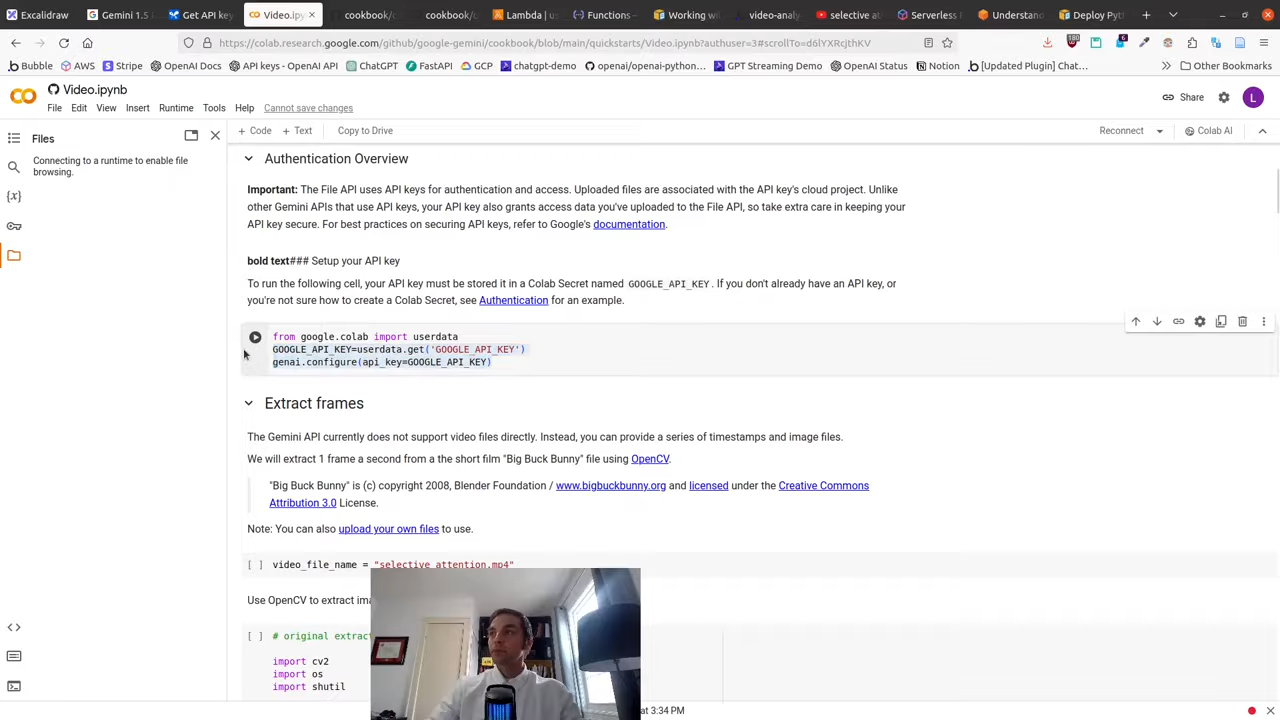 Excalidraw
Gemini 1.5
Get API key
Video.ipynb
cookbook/
cookbook/
Lambda | us
Functions -
Working wi
video-analy
selective at
Serverless F
Understan
Deploy Pyt
https://colab.research.google.com/github/google-gemini/cookbook/blob/main/quickstarts/Video.ipynb?authuser=3#scrollTo=d6lYXRcjthKV
180
6
Bubble
AWS
Stripe
OpenAI Docs
API keys - OpenAI API
ChatGPT
FastAPI
GCP
chatgpt-demo
openai/openai-python...
GPT Streaming Demo
OpenAI Status
Notion
[Updated Plugin] Chat...
Other Bookmarks
Video.ipynb
File Edit View Insert Runtime Tools Help Cannot save changes
Share
L
Files
Connecting to a runtime to enable file
browsing.
+ Code + Text Copy to Drive
Reconnect
Colab AI
Authentication Overview
Important: The File API uses API keys for authentication and access. Uploaded files are associated with the API key's cloud project. Unlike
other Gemini APIs that use API keys, your API key also grants access data you've uploaded to the File API, so take extra care in keeping your
API key secure. For best practices on securing API keys, refer to Google's documentation.
bold text### Setup your API key
To run the following cell, your API key must be stored it in a Colab Secret named GOOGLE_API_KEY. If you don't already have an API key, or
you're not sure how to create a Colab Secret, see Authentication for an example.
from google.colab import userdata
GOOGLE_API_KEY=userdata.get('GOOGLE_API_KEY')
genai.configure(api_key=GOOGLE_API_KEY)
Extract frames
The Gemini API currently does not support video files directly. Instead, you can provide a series of timestamps and image files.
We will extract 1 frame a second from a the short film "Big Buck Bunny" file using OpenCV.
"Big Buck Bunny" is (c) copyright 2008, Blender Foundation / www.bigbuckbunny.org and licensed under the Creative Commons
Attribution 3.0 License.
Note: You can also upload your own files to use.
[ ] video_file_name = "selective_attention.mp4"
Use OpenCV to extract ima
[ ] # original extract
import cv2
import os
import shutil
at 3:34 PM